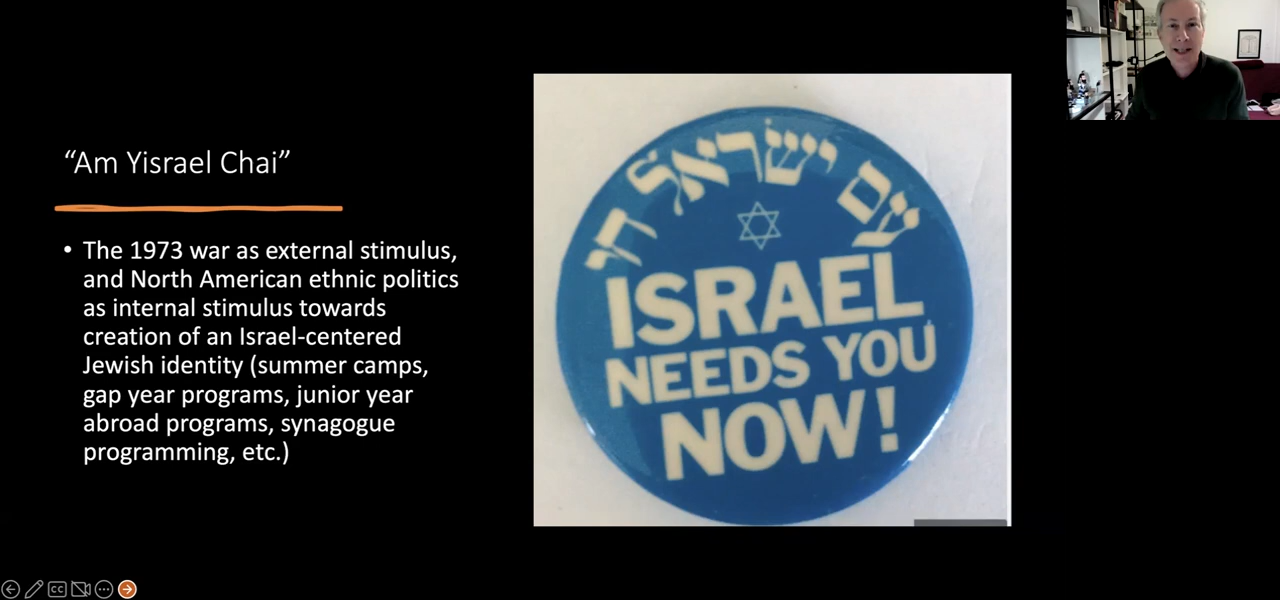 “Am Yisrael Chai”
• The 1973 war as external stimulus,
and North American ethnic politics
as internal stimulus towards
creation of an Israel-centered
Jewish identity (summer camps,
gap year programs, junior year
abroad programs, synagogue
programming, etc.)
עם ישראל חי
ISRAEL
NEEDS YOU
NOW!
CC